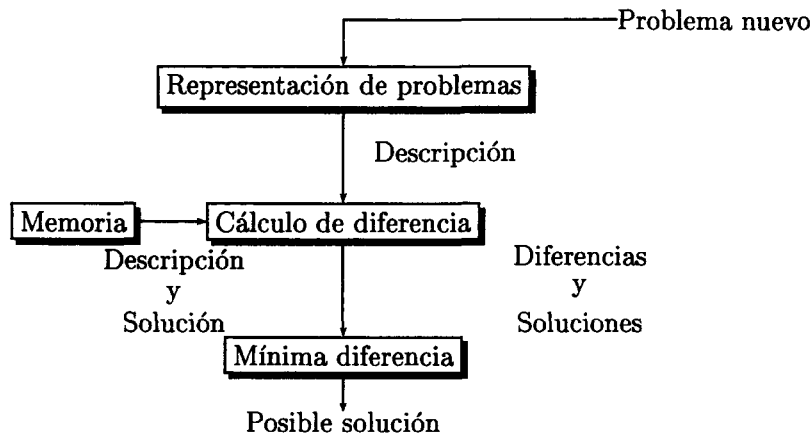 Problema nuevo
Representación de problemas
Descripción
Memoria
Cálculo de diferencia
Descripción
y
Solución
Diferencias
y
Soluciones
Mínima diferencia
Posible solución